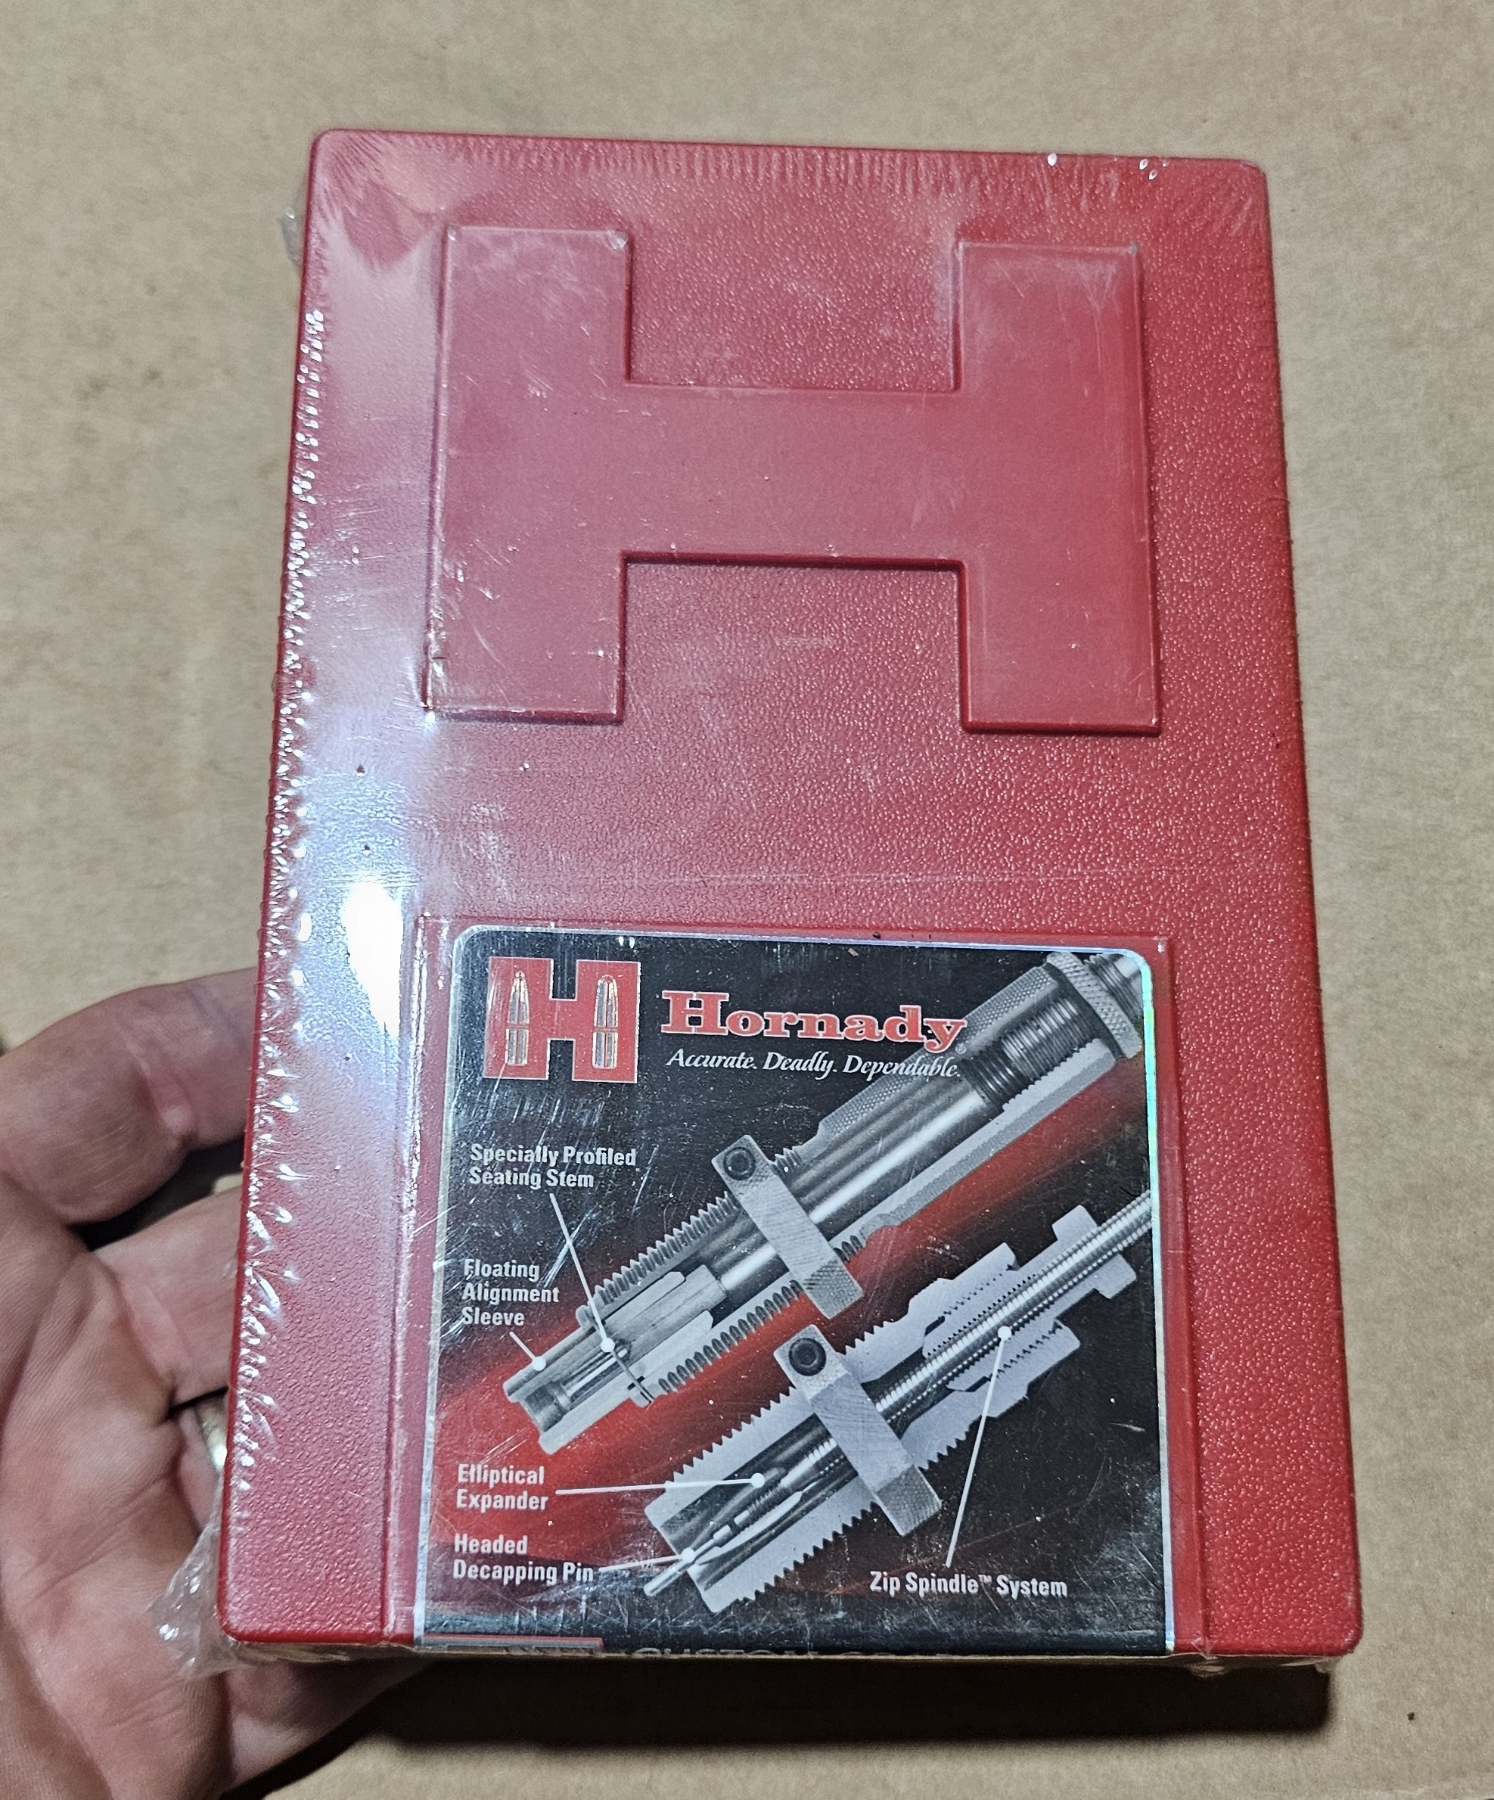 H
H
Hornady®
Accurate. Deadly. Dependable.
Specially Profiled
Seating Stem
Floating
Alignment
Sleeve
Elliptical
Expander
Headed
Decapping Pin
Zip Spindle™ System
CUSTOM